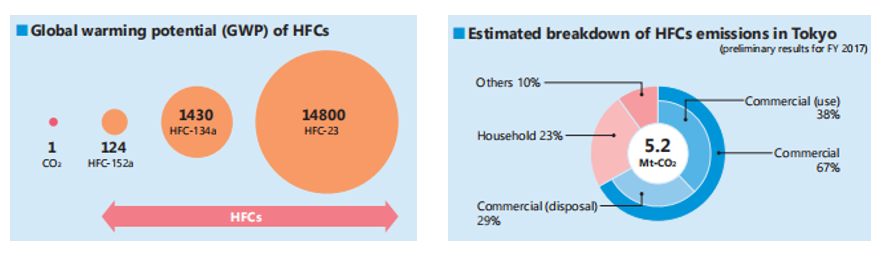 Global warming potential (GWP) of HFCs
1
CO₂
124
HFC-152a
1430
HFC-134a
14800
HFC-23
HFCs
Estimated breakdown of HFCs emissions in Tokyo
(preliminary results for FY 2017)
Others 10%
Household 23%
Commercial (disposal)
29%
5.2
Mt-CO₂
Commercial (use)
38%
Commercial
67%